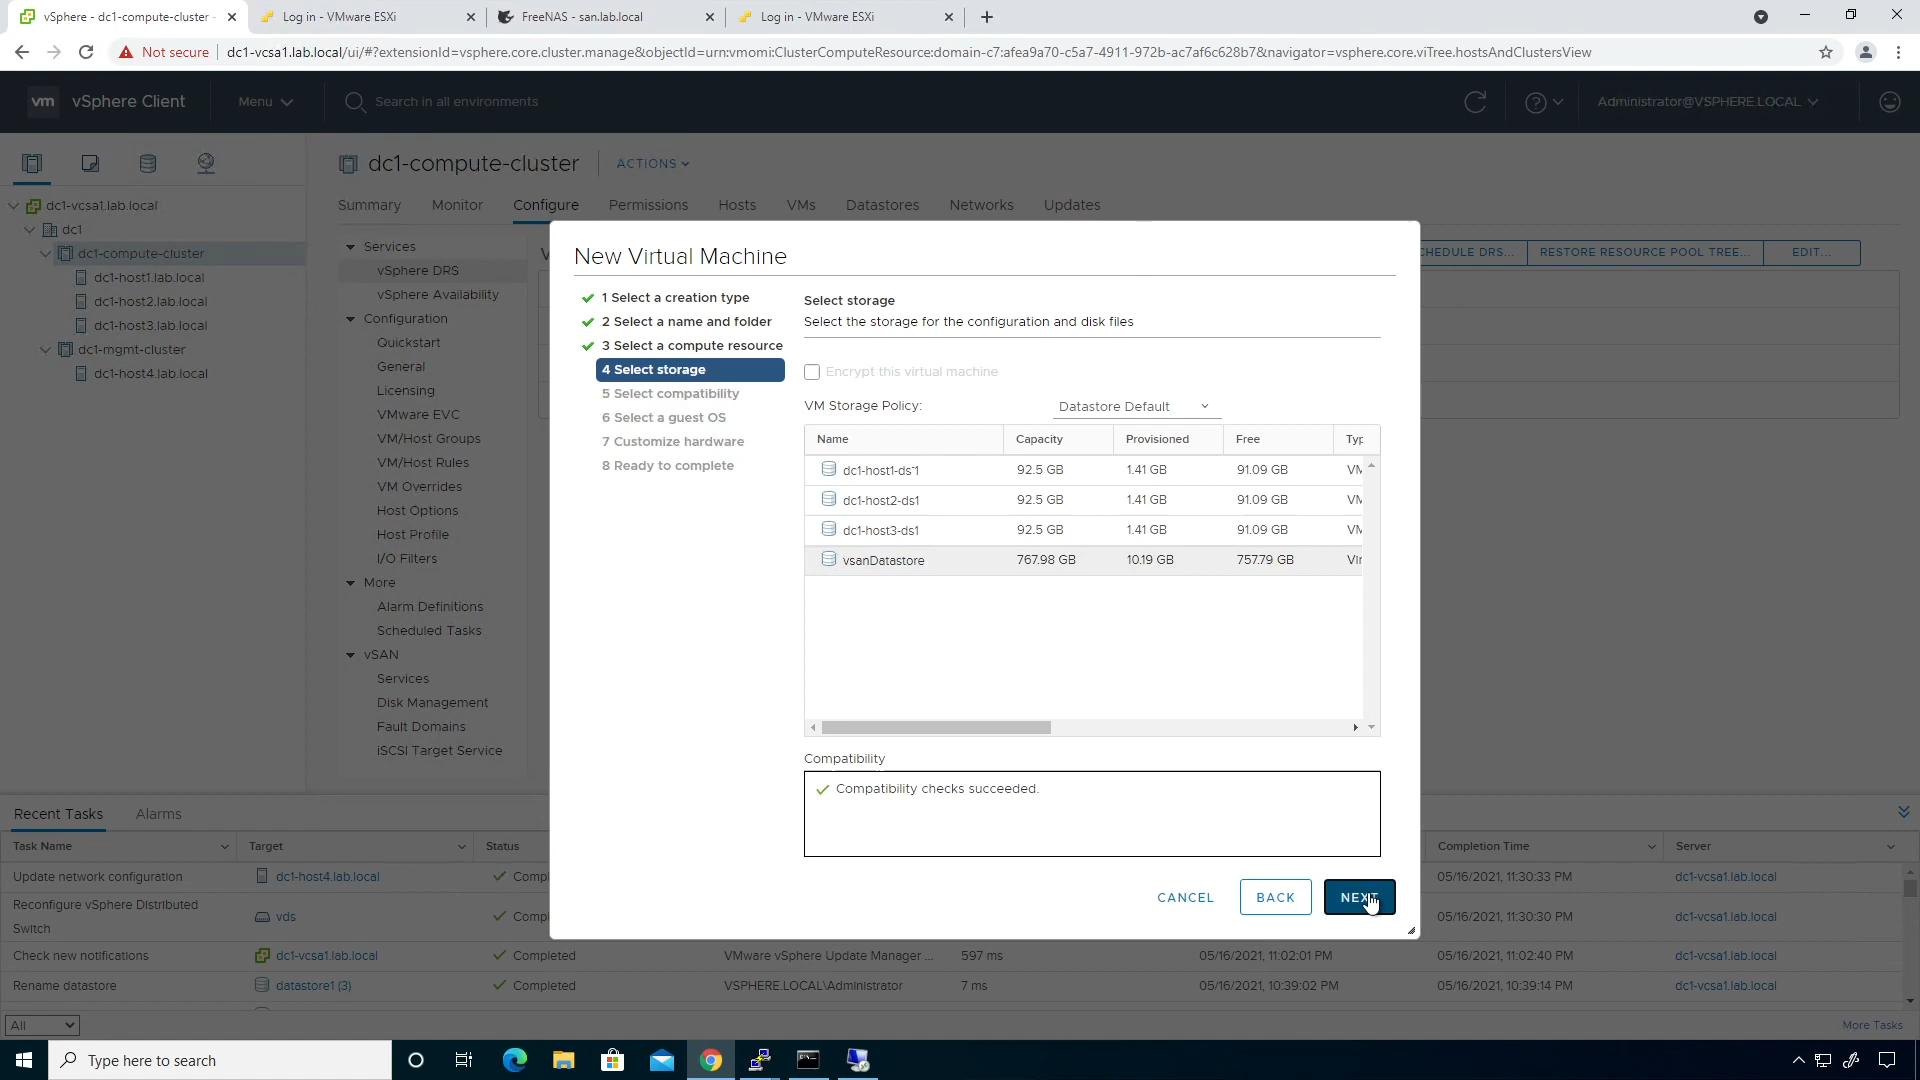 vSphere - dc1-compute-cluster -
Log in - VMware ESXi
FreeNAS - san.lab.local
Log in - VMware ESXi
Not secure
dc1-vcsa1.lab.local/ui/#?extensionId=vsphere.core.cluster.manage&objectId=urn:vmomi:ClusterComputeResource:domain-c7:afea9a70-c5a7-4911-972b-ac7af6c628b7&navigator=vsphere.core.viTree.hostsAndClustersView
vm vSphere Client
Menu
Search in all environments
Administrator@VSPHERE.LOCAL
dc1-vcsa1.lab.local
dc1
dc1-compute-cluster
dc1-host1.lab.local
dc1-host2.lab.local
dc1-host3.lab.local
dc1-mgmt-cluster
dc1-host4.lab.local
dc1-compute-cluster
ACTIONS
Summary Monitor Configure Permissions Hosts VMs Datastores Networks Updates
Services
vSphere DRS
vSphere Availability
Configuration
Quickstart
General
Licensing
VMware EVC
VM/Host Groups
VM/Host Rules
VM Overrides
Host Options
Host Profile
I/O Filters
More
Alarm Definitions
Scheduled Tasks
vSAN
Services
Disk Management
Fault Domains
iSCSI Target Service
CHEDULE DRS... RESTORE RESOURCE POOL TREE... EDIT...
New Virtual Machine
1 Select a creation type
2 Select a name and folder
3 Select a compute resource
4 Select storage
5 Select compatibility
6 Select a guest OS
7 Customize hardware
8 Ready to complete
Select storage
Select the storage for the configuration and disk files
Encrypt this virtual machine
VM Storage Policy: Datastore Default
Name Capacity Provisioned Free Typ
dc1-host1-ds1 92.5 GB 1.41 GB 91.09 GB VM
dc1-host2-ds1 92.5 GB 1.41 GB 91.09 GB VM
dc1-host3-ds1 92.5 GB 1.41 GB 91.09 GB VM
vsanDatastore 767.98 GB 10.19 GB 757.79 GB Vir
Compatibility
Compatibility checks succeeded.
CANCEL BACK NEXT
Recent Tasks Alarms
Task Name Target Status Completion Time Server
Update network configuration dc1-host4.lab.local Compl 05/16/2021, 11:30:33 PM dc1-vcsa1.lab.local
Reconfigure vSphere Distributed
Switch vds Compl 05/16/2021, 11:30:30 PM dc1-vcsa1.lab.local
Check new notifications dc1-vcsa1.lab.local Completed VMware vSphere Update Manager ... 597 ms 05/16/2021, 11:02:01 PM 05/16/2021, 11:02:40 PM dc1-vcsa1.lab.local
Rename datastore datastore1 (3) Completed VSPHERE.LOCAL\Administrator 7 ms 05/16/2021, 10:39:02 PM 05/16/2021, 10:39:14 PM dc1-vcsa1.lab.local
All
More Tasks
Type here to search